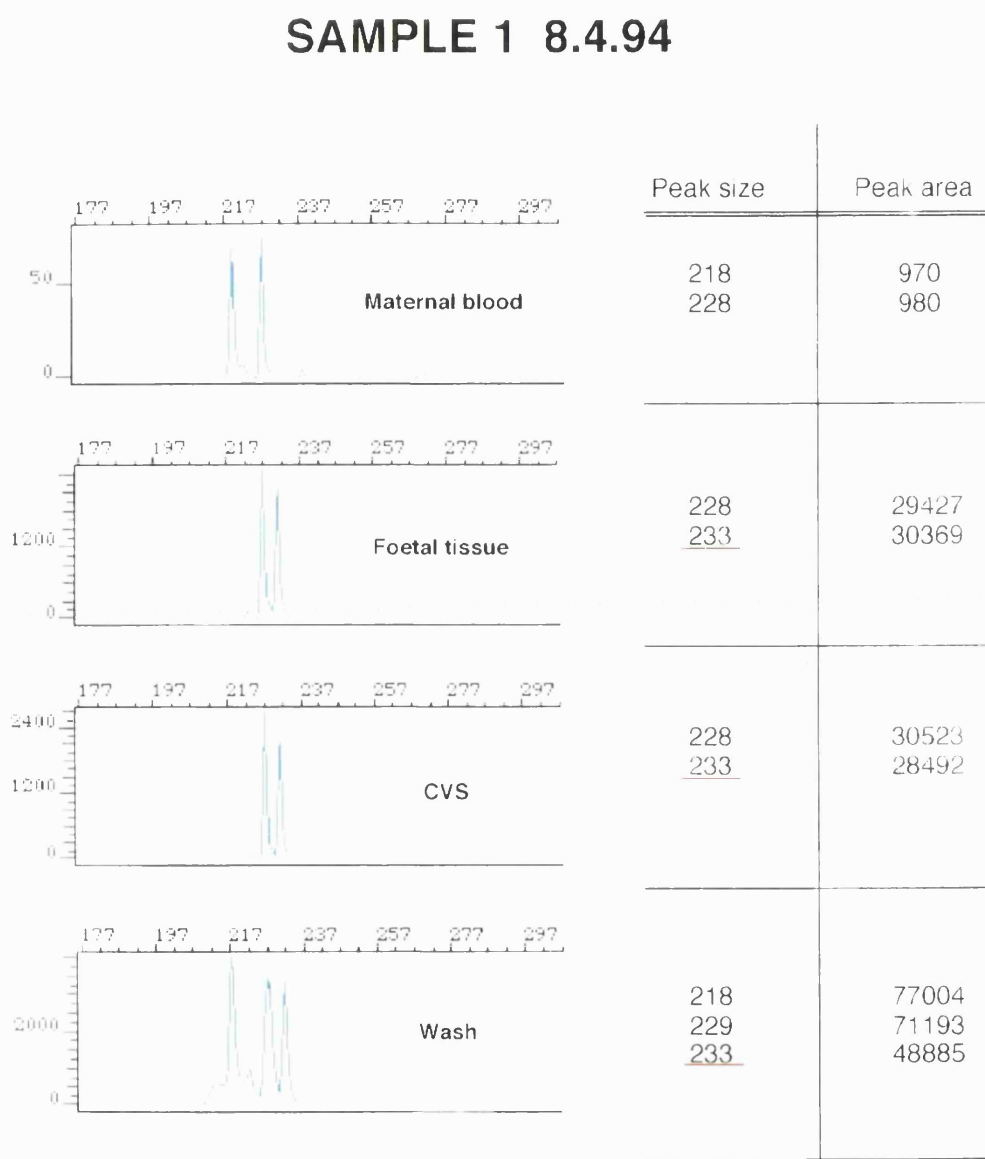 SAMPLE 1 8.4.94
Peak size Peak area
177 197 217 237 257 277 297
50
0
Maternal blood
218 970
228 980
177 197 217 237 257 277 297
1200
0
Foetal tissue
228 29427
233 30369
177 197 217 237 257 277 297
2400
1200
0
CVS
228 30523
233 28492
177 197 217 237 257 277 297
2000
0
Wash
218 77004
229 71193
233 48885